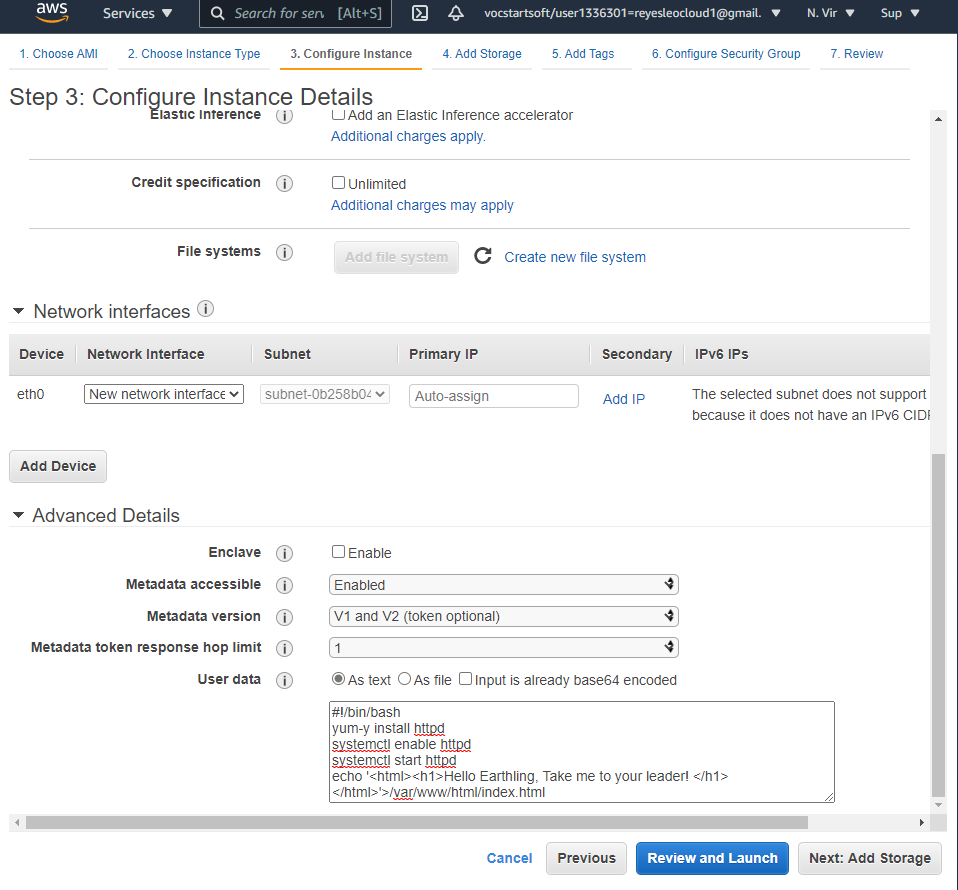 aws
Services
Search for serv
[Alt+S]
vocstartsoft/user1336301=reyesleocloud1@gmail.
N. Vir
Sup
1. Choose AMI
2. Choose Instance Type
3. Configure Instance
4. Add Storage
5. Add Tags
6. Configure Security Group
7. Review
Step 3: Configure Instance Details
Elastic Inference
Add an Elastic Inference accelerator
Additional charges apply.
Credit specification
Unlimited
Additional charges may apply
File systems
Add file system
Create new file system
Network interfaces
Device
Network Interface
Subnet
Primary IP
Secondary
IPv6 IPs
eth0
New network interface
subnet-0b258b04
Auto-assign
Add IP
The selected subnet does not support
because it does not have an IPv6 CIDR
Add Device
Advanced Details
Enclave
Enable
Metadata accessible
Enabled
Metadata version
V1 and V2 (token optional)
Metadata token response hop limit
1
User data
As text
As file
Input is already base64 encoded
#!/bin/bash
yum-y install httpd
systemctl enable httpd
systemctl start httpd
echo '<html><h1>Hello Earthling, Take me to your leader! </h1>
</html>'>/var/www/html/index.html
Cancel
Previous
Review and Launch
Next: Add Storage